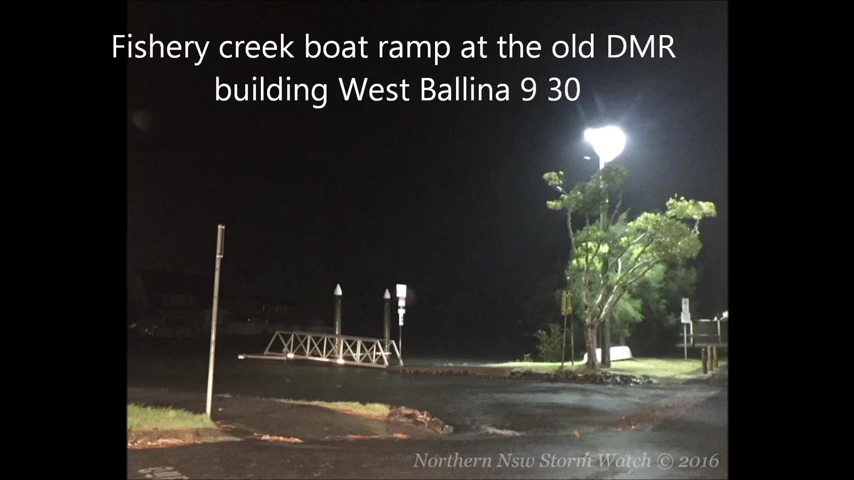 Fishery creek boat ramp at the old DMR
building West Ballina 9 30
Northern Nsw Storm Watch © 2016